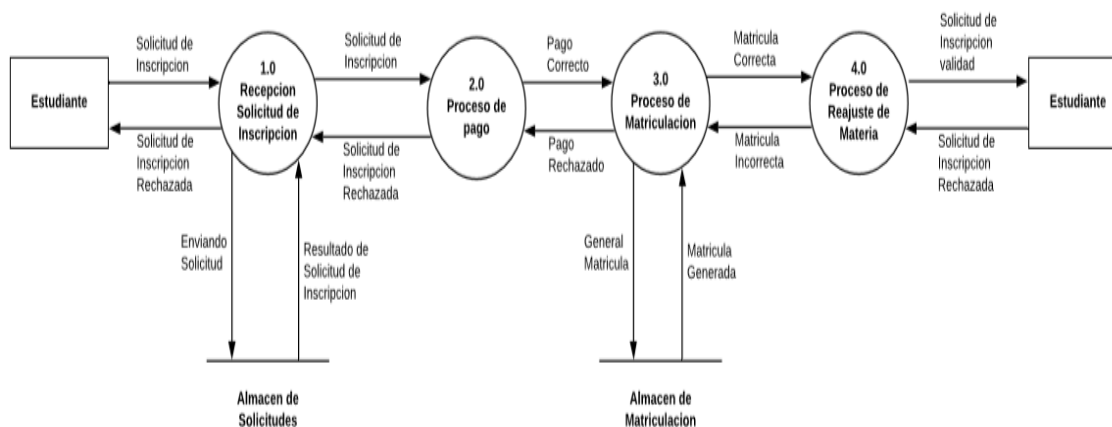 Estudiante
Solicitud de
Inscripcion
Solicitud de
Inscripcion
Rechazada
1.0
Recepcion
Solicitud de
Inscripcion
Solicitud de
Inscripcion
Solicitud de
Inscripcion
Rechazada
2.0
Proceso de
pago
Pago
Correcto
Pago
Rechazado
3.0
Proceso de
Matriculacion
Matricula
Correcta
Matricula
Incorrecta
4.0
Proceso de
Reajuste de
Materia
Solicitud de
Inscripcion
validad
Solicitud de
Inscripcion
Rechazada
Estudiante
Enviando
Solicitud
Resultado de
Solicitud de
Inscripcion
General
Matricula
Matricula
Generada
Almacen de
Solicitudes
Almacen de
Matriculacion